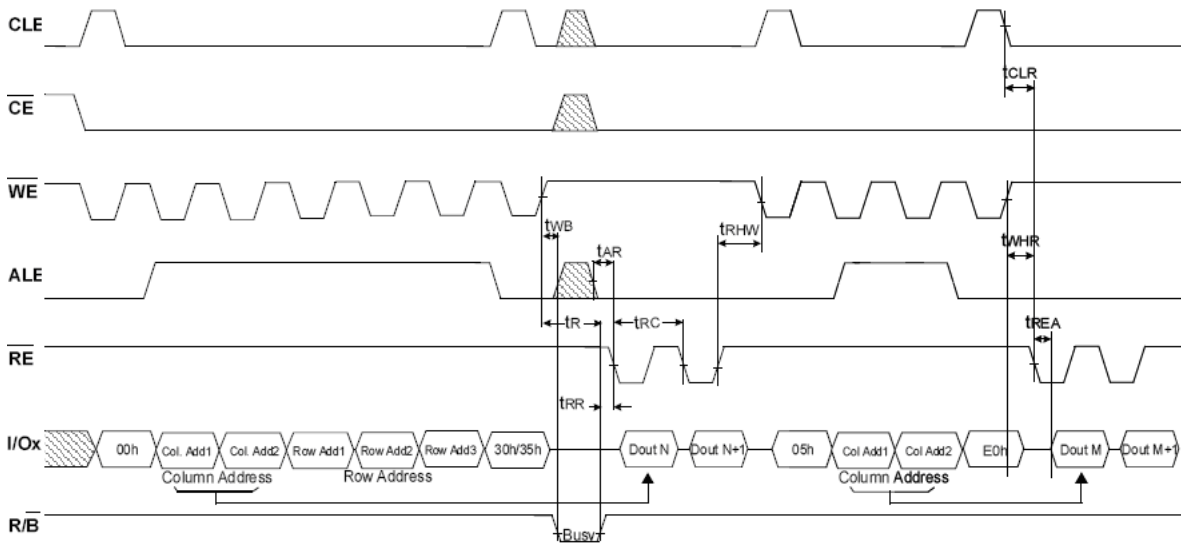 CLE
tCLR
CE
WE
tWB
tRHW
tAR
tWHR
ALE
tR
tRC
tREA
RE
tRR
I/Ox
00h
Col. Add1
Col. Add2
Row Add1
Row Add2
Row Add3
30h/35h
Dout N
Dout N+1
05h
Col Add1
Col Add2
E0h
Dout M
Dout M+1
Column Address
Row Address
Column Address
R/B
Busy